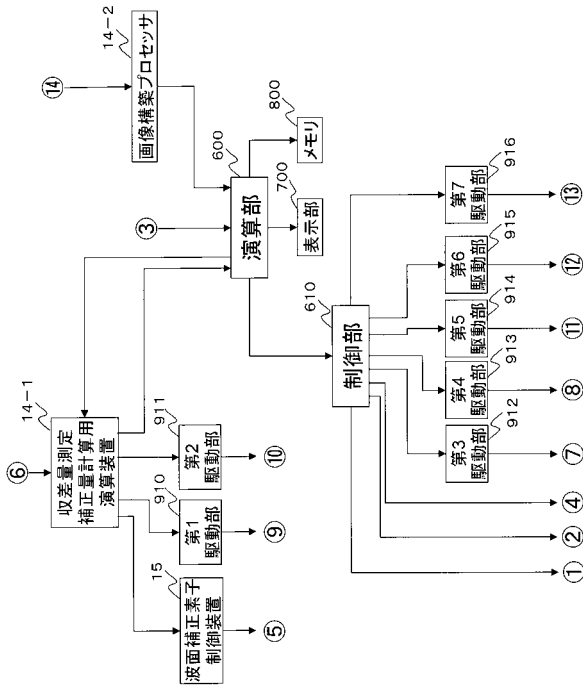 ⑭
14-2
画像構築プロセッサ
⑥
14-1
収差量測定
補正量計算用
演算装置
③
600
演算部
800
メモリ
700
表示部
15
波面補正素子
制御装置
⑤
910
第1
駆動部
⑨
911
第2
駆動部
⑩
610
制御部
①
②
④
912
第3
駆動部
⑦
913
第4
駆動部
⑧
914
第5
駆動部
⑪
915
第6
駆動部
⑫
916
第7
駆動部
⑬